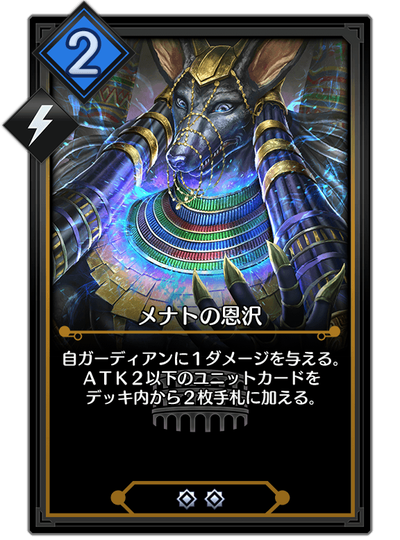 2
メナトの恩沢
自ガーディアンに１ダメージを与える。
ＡＴＫ２以下のユニットカードを
デッキ内から２枚手札に加える。